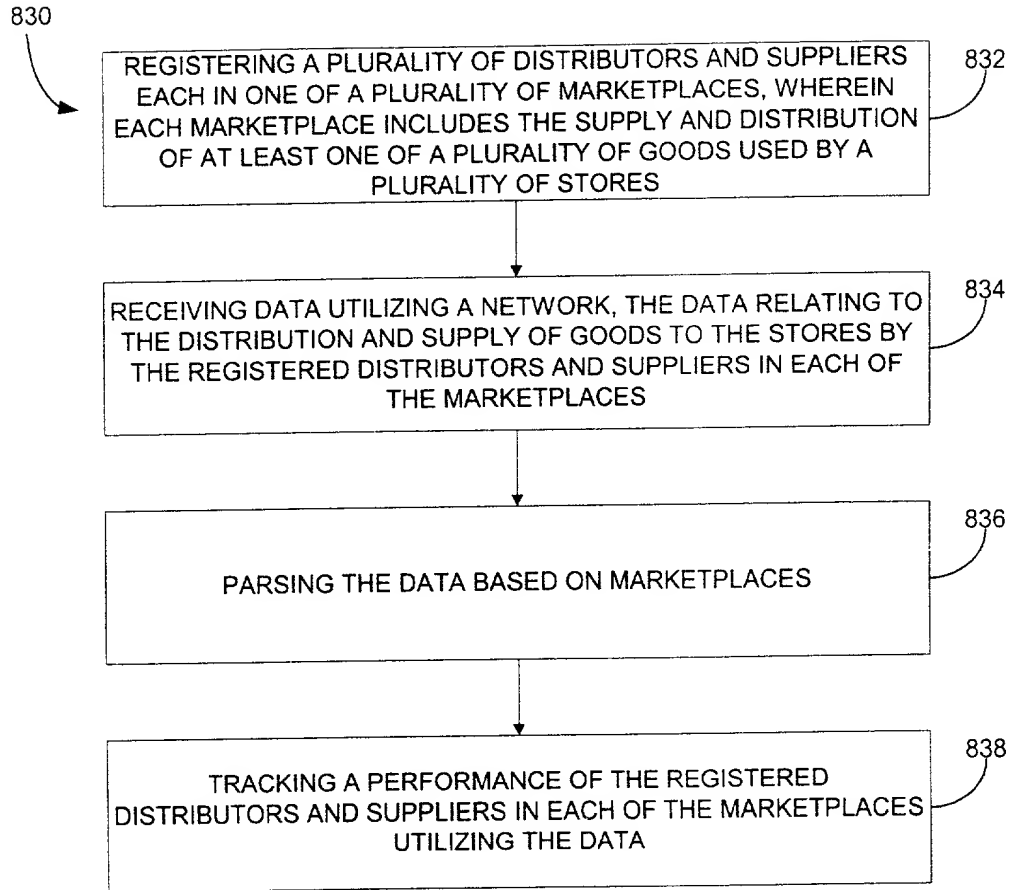 830
REGISTERING A PLURALITY OF DISTRIBUTORS AND SUPPLIERS
EACH IN ONE OF A PLURALITY OF MARKETPLACES, WHEREIN
EACH MARKETPLACE INCLUDES THE SUPPLY AND DISTRIBUTION
OF AT LEAST ONE OF A PLURALITY OF GOODS USED BY A
PLURALITY OF STORES
832
RECEIVING DATA UTILIZING A NETWORK, THE DATA RELATING TO
THE DISTRIBUTION AND SUPPLY OF GOODS TO THE STORES BY
THE REGISTERED DISTRIBUTORS AND SUPPLIERS IN EACH OF
THE MARKETPLACES
834
PARSING THE DATA BASED ON MARKETPLACES
836
TRACKING A PERFORMANCE OF THE REGISTERED
DISTRIBUTORS AND SUPPLIERS IN EACH OF THE MARKETPLACES
UTILIZING THE DATA
838